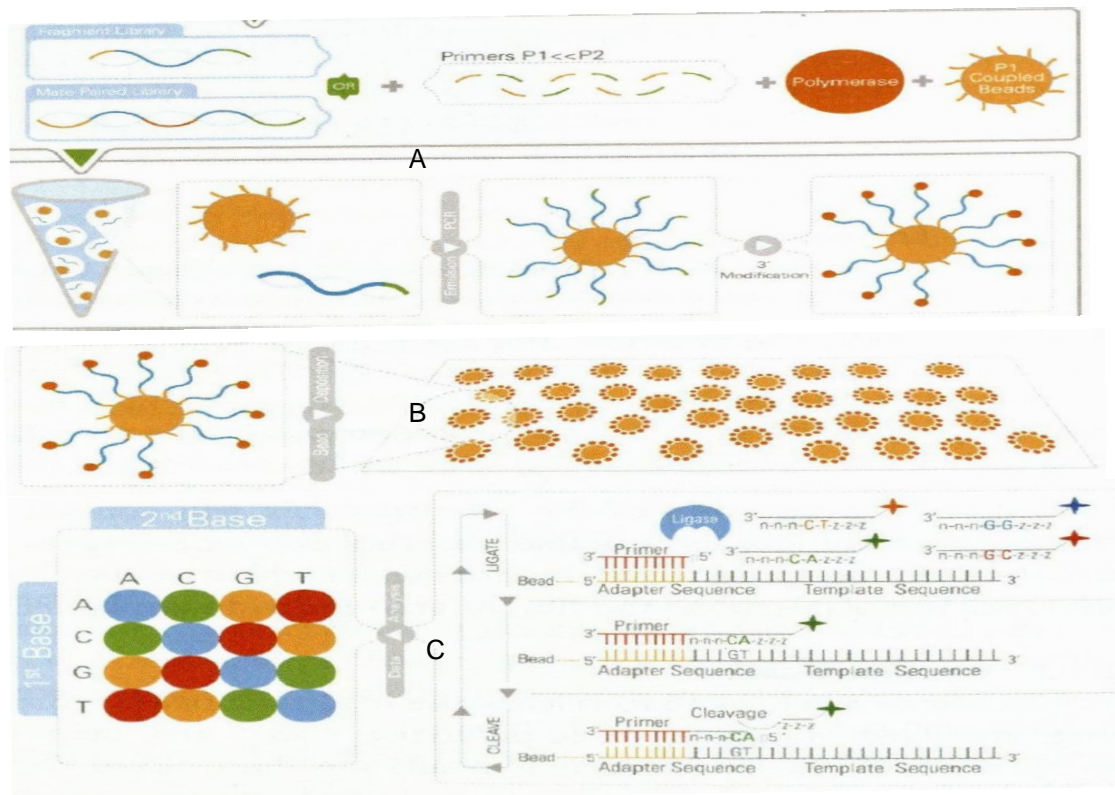 Fragment Library
Primers P1<<P2
Mate-Paired Library
OR
+
+
Polymerase
+
P1
Coupled
Beads
A
Emulsion PCR
3'
Modification
Bead Deposition
B
2nd Base
1st Base
A C G T
A
C
G
T
Data Analysis
C
LIGATE
CLEAVE
Ligase
3'
n-n-n-C-T-z-z-z
3'
n-n-n-G-G-z-z-z
3'
n-n-n-C-A-z-z-z
3'
n-n-n-G-C-z-z-z
3' Primer p5'
Bead 5' 3'
Adapter Sequence Template Sequence
Primer
3' n-n-n-CA-z-z-z
Bead 5' GT 3'
Adapter Sequence Template Sequence
Cleavage
z-z-z
Primer
3' n-n-n-CA p5'
Bead 5' GT 3'
Adapter Sequence Template Sequence